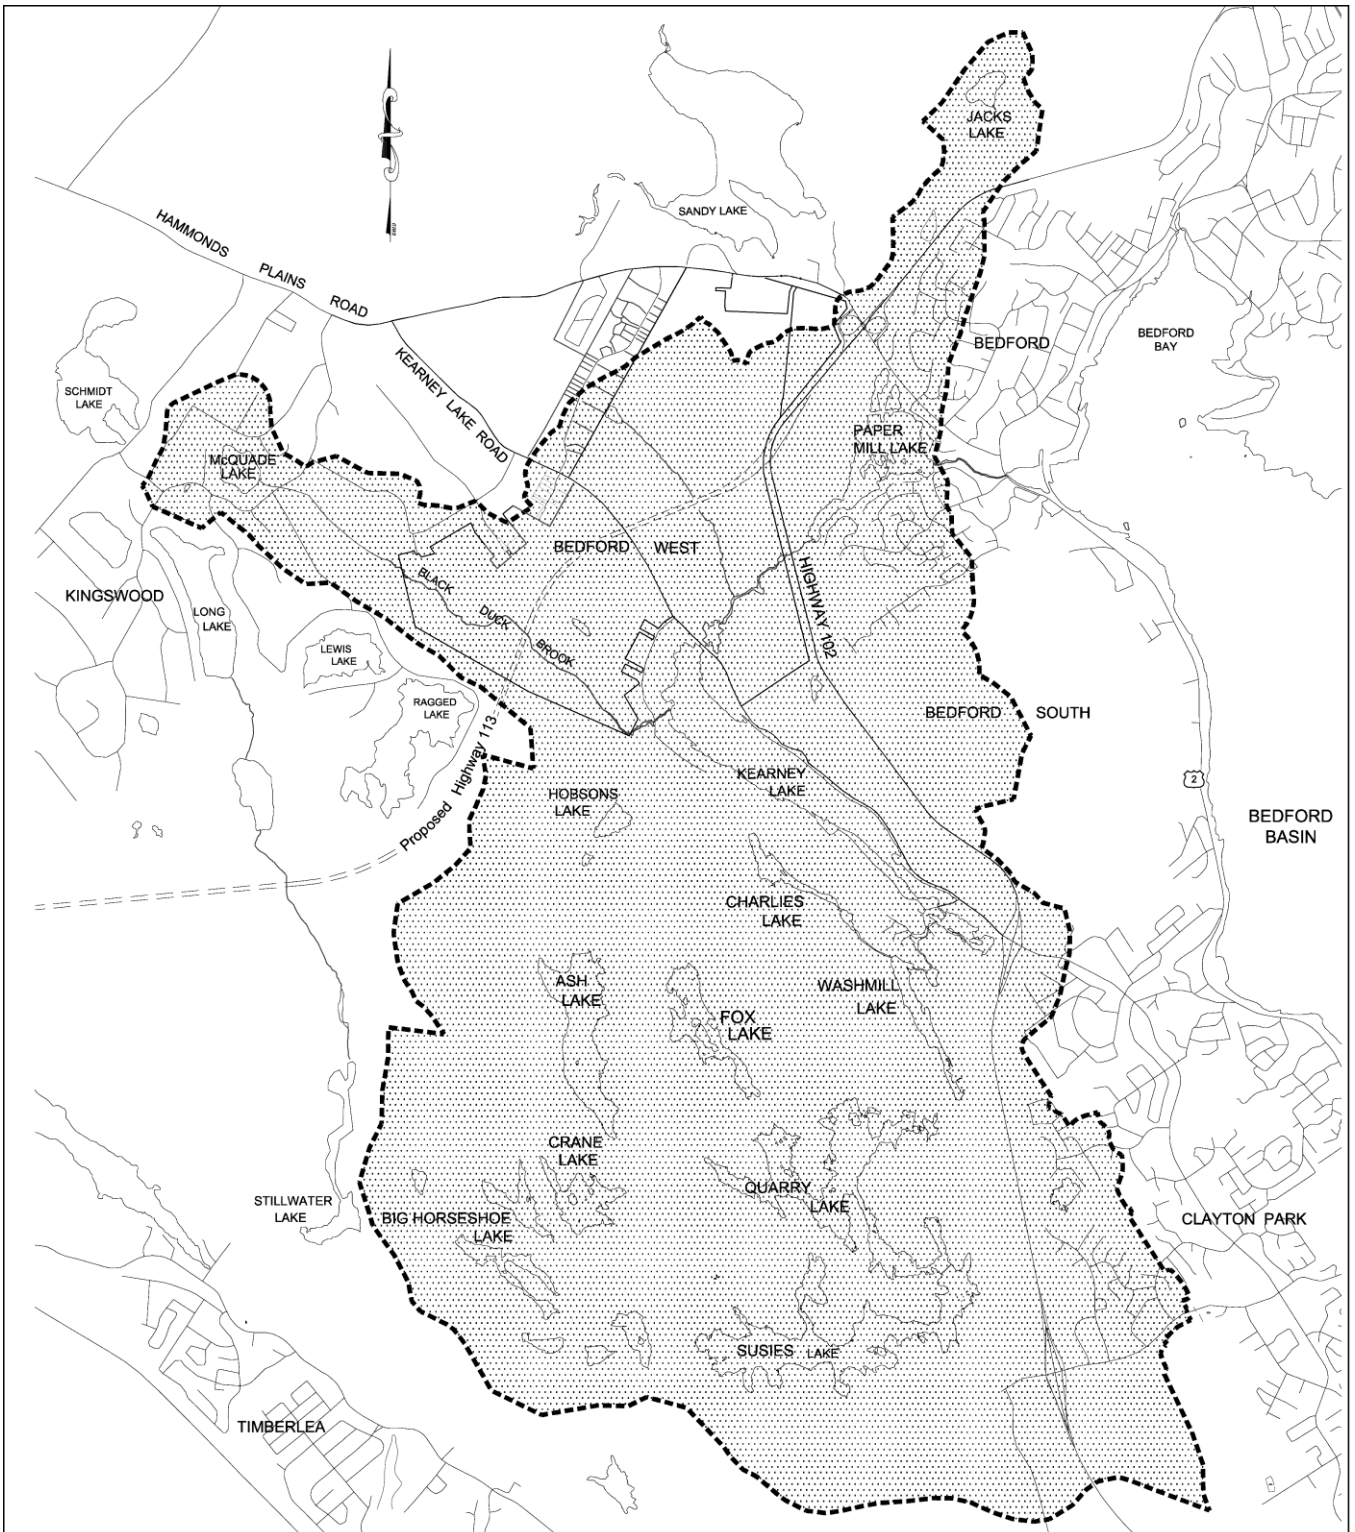 JACKS
LAKE
SANDY LAKE
HAMMONDS PLAINS ROAD
BEDFORD
BAY
BEDFORD
SCHMIDT
LAKE
KEARNEY LAKE ROAD
PAPER
MILL LAKE
McQUADE
LAKE
BEDFORD WEST
HIGHWAY 102
BLACK DUCK BROOK
KINGSWOOD
LONG
LAKE
LEWIS
LAKE
RAGGED
LAKE
BEDFORD SOUTH
Proposed Highway 113
KEARNEY
LAKE
2
HOBSONS
LAKE
BEDFORD
BASIN
CHARLIES
LAKE
ASH
LAKE
WASHMILL
LAKE
FOX
LAKE
CRANE
LAKE
QUARRY
LAKE
STILLWATER
LAKE
BIG HORSESHOE
LAKE
CLAYTON PARK
SUSIES LAKE
TIMBERLEA